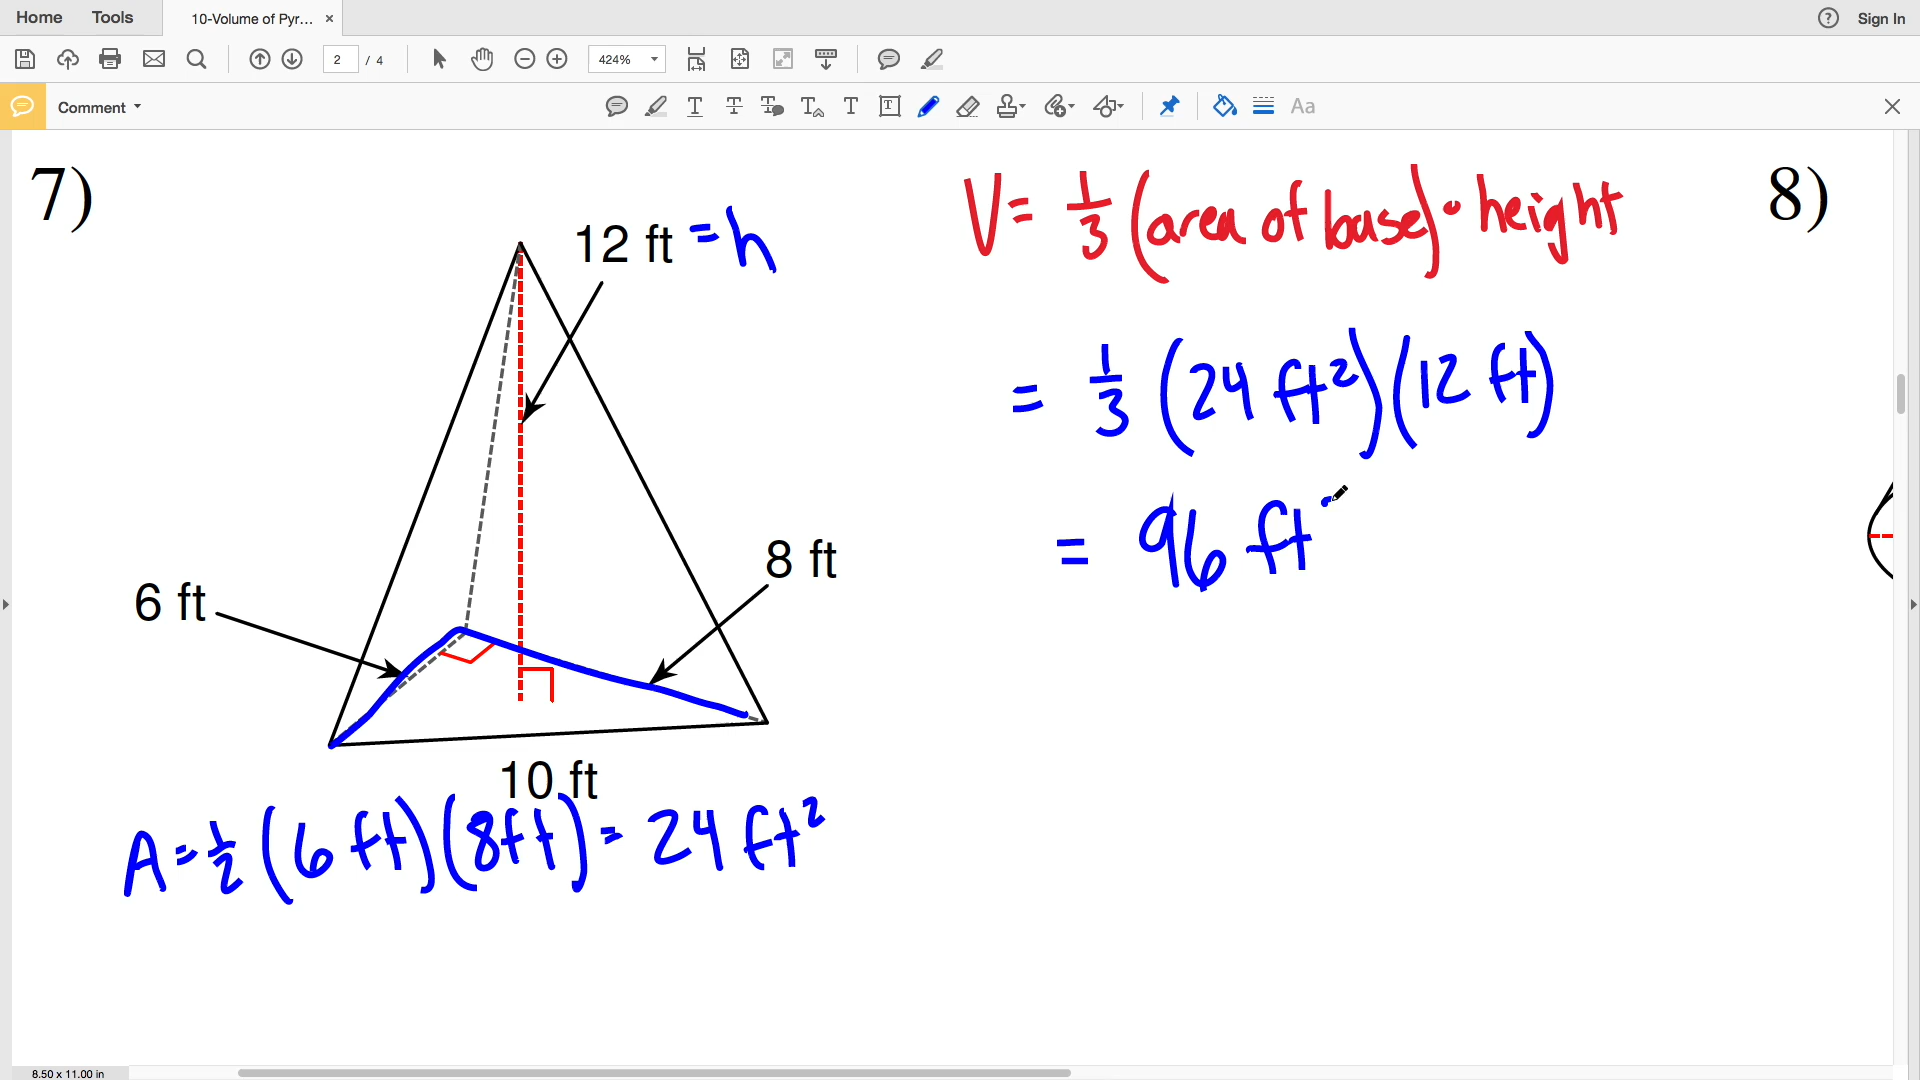 Home Tools 10-Volume of Pyr... × ? Sign In
2 / 4 424%
Comment Aa
7)
12 ft = h
6 ft
8 ft
10 ft
A = 1/2 (6 ft)(8ft) = 24 ft²
V = 1/3 (area of base) • height
= 1/3 (24 ft²)(12 ft)
= 96 ft
8)
8.50 x 11.00 in